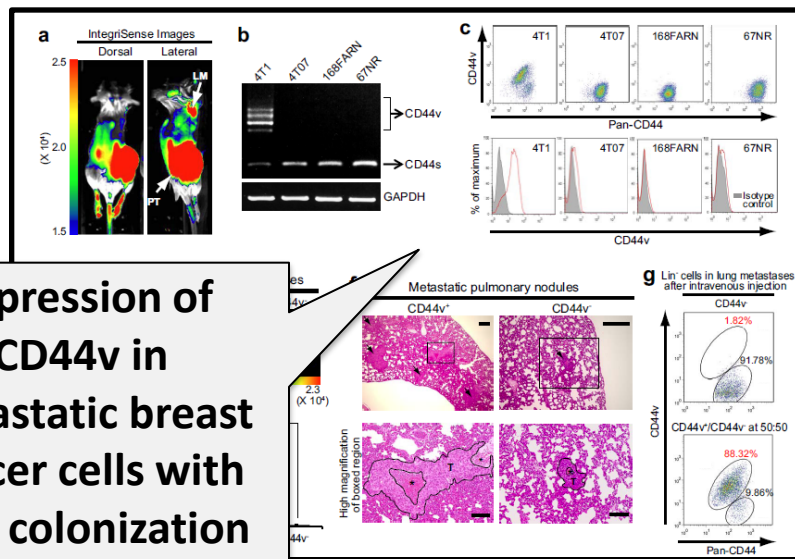 a
IntegriSense Images
Dorsal
Lateral
LM
PT
2.5
(X 10⁴)
1.5
b
4T1
4T07
168FARN
67NR
CD44v
CD44s
GAPDH
c
4T1
4T07
168FARN
67NR
CD44v
Pan-CD44
4T1
4T07
168FARN
67NR
% of maximum
Isotype
control
CD44v
pression of
CD44v in
astatic breast
cer cells with
colonization
2.3
(X 10⁴)
Metastatic pulmonary nodules
CD44v⁺
CD44v⁻
High magnification
of boxed region
T
*
*
T
g
Lin⁻ cells in lung metastases
after intravenous injection
CD44v⁻
1.82%
91.78%
CD44v⁺/CD44v⁻ at 50:50
88.32%
9.86%
CD44v
Pan-CD44